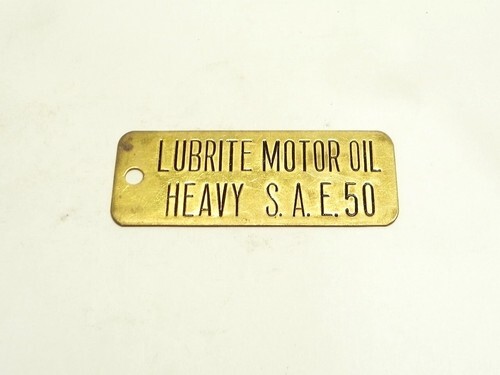 LUBRITE MOTOR OIL
HEAVY S. A. E. 50